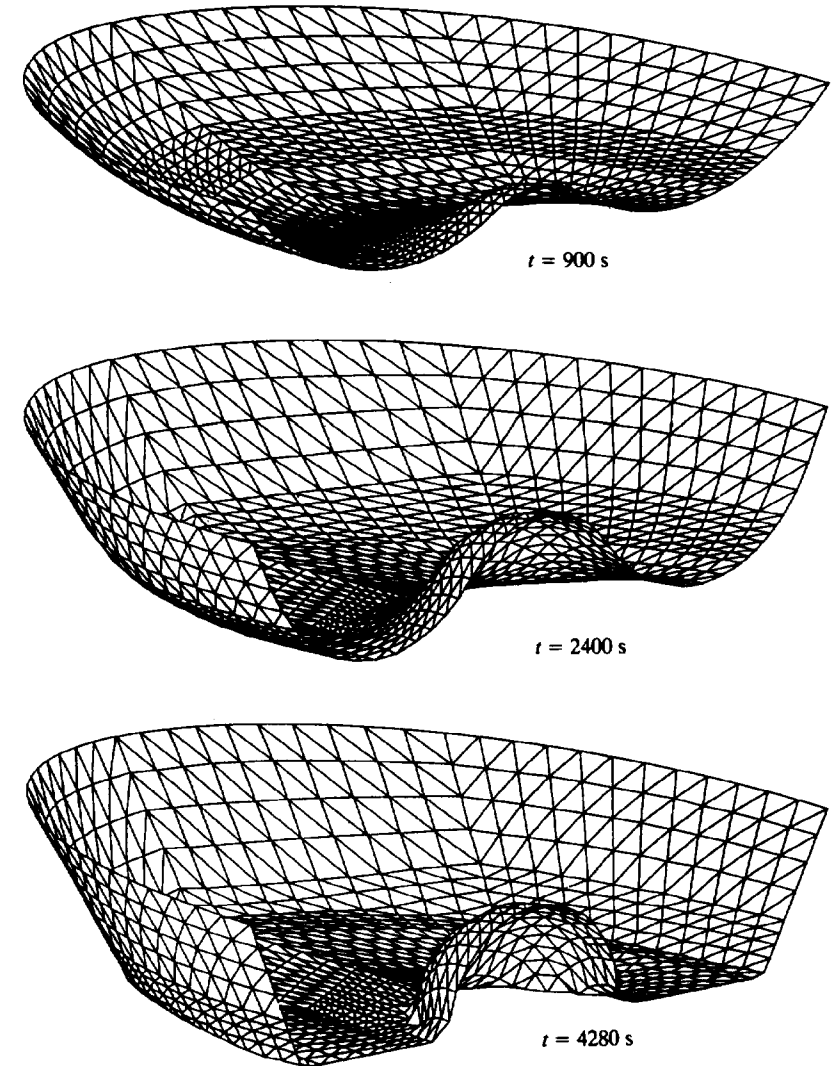 t = 900 s
t = 2400 s
t = 4280 s